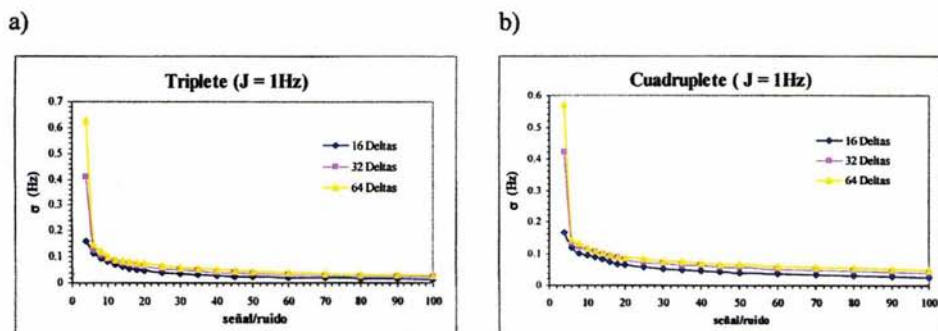 a)
Triplete (J = 1Hz)
0.7
0.6
0.5
0.4
0.3
0.2
0.1
0
σ (Hz)
16 Deltas
32 Deltas
64 Deltas
0 10 20 30 40 50 60 70 80 90 100
señal/ruido
b)
Cuadruplete ( J = 1Hz)
0.6
0.5
0.4
0.3
0.2
0.1
0
σ (Hz)
16 Deltas
32 Deltas
64 Deltas
0 10 20 30 40 50 60 70 80 90 100
señal/ruido